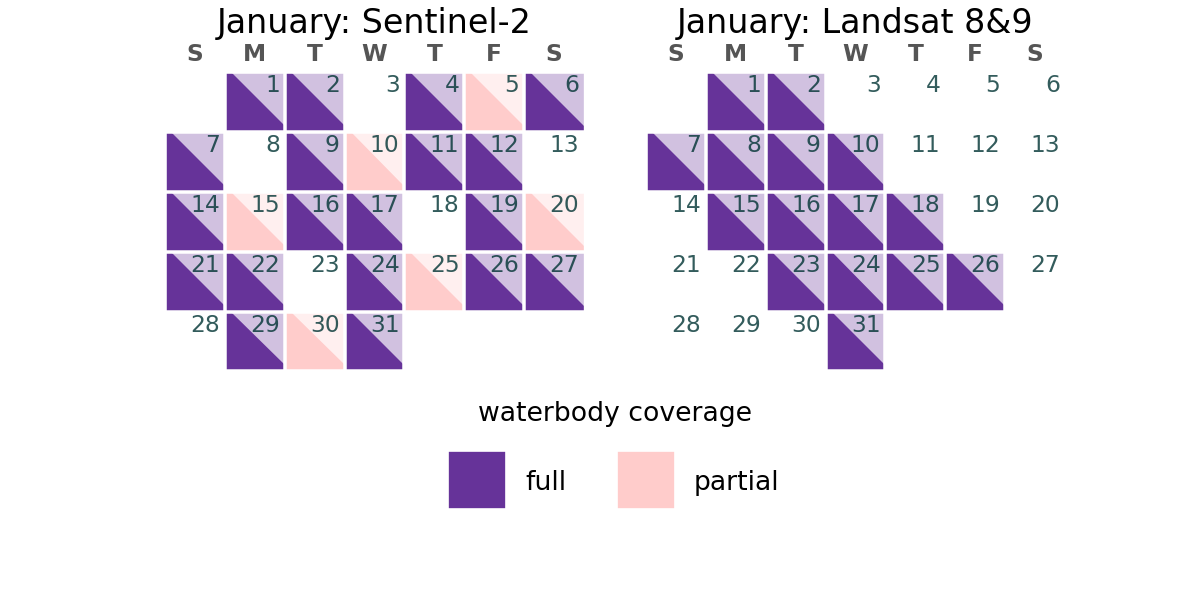 January: Sentinel-2
S M T W T F S
1 2 3 4 5 6
7 8 9 10 11 12 13
14 15 16 17 18 19 20
21 22 23 24 25 26 27
28 29 30 31
January: Landsat 8&9
S M T W T F S
1 2 3 4 5 6
7 8 9 10 11 12 13
14 15 16 17 18 19 20
21 22 23 24 25 26 27
28 29 30 31
waterbody coverage
full partial